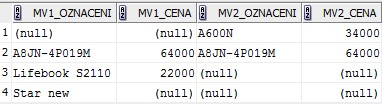 MV1_OZNACENI MV1_CENA MV2_OZNACENI MV2_CENA
1 (null) (null) A600N 34000
2 A8JN-4P019M 64000 A8JN-4P019M 64000
3 Lifebook S2110 22000 (null) (null)
4 Star new (null) (null) (null)